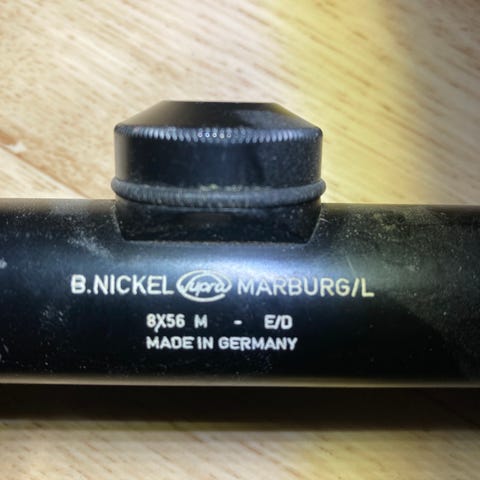 B.NICKEL Supra MARBURG/L
8X56 M - E/D
MADE IN GERMANY